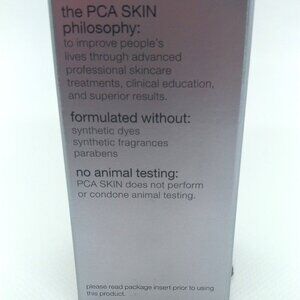 the PCA SKIN
philosophy:
to improve people's
lives through advanced
professional skincare
treatments, clinical education,
and superior results.
formulated without:
synthetic dyes
synthetic fragrances
parabens
no animal testing:
PCA SKIN does not perform
or condone animal testing.
please read package insert prior to using
this product.